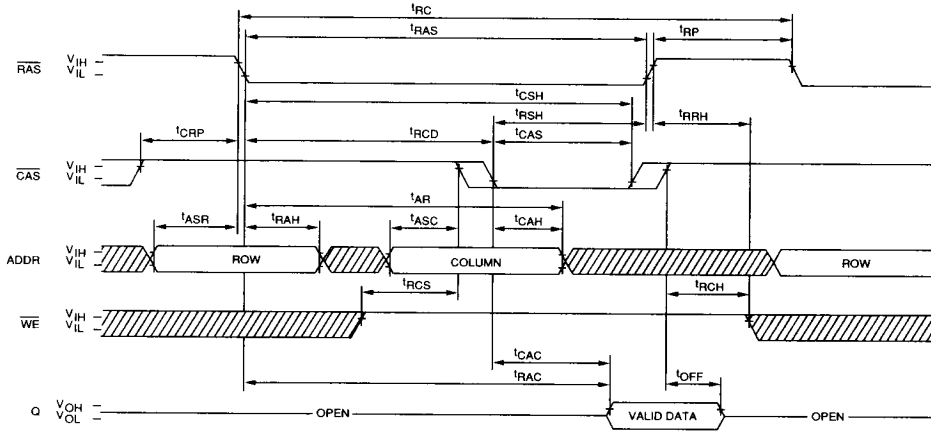 tRC
tRAS tRP
RAS VIH
VIL
tCSH
tRSH tRRH
tCRP tRCD tCAS
CAS VIH
VIL
tAR
tASR tRAH tASC tCAH
ADDR VIH
VIL
ROW COLUMN ROW
tRCS tRCH
WE VIH
VIL
tCAC
tRAC tOFF
Q VOH
VOL
OPEN VALID DATA OPEN